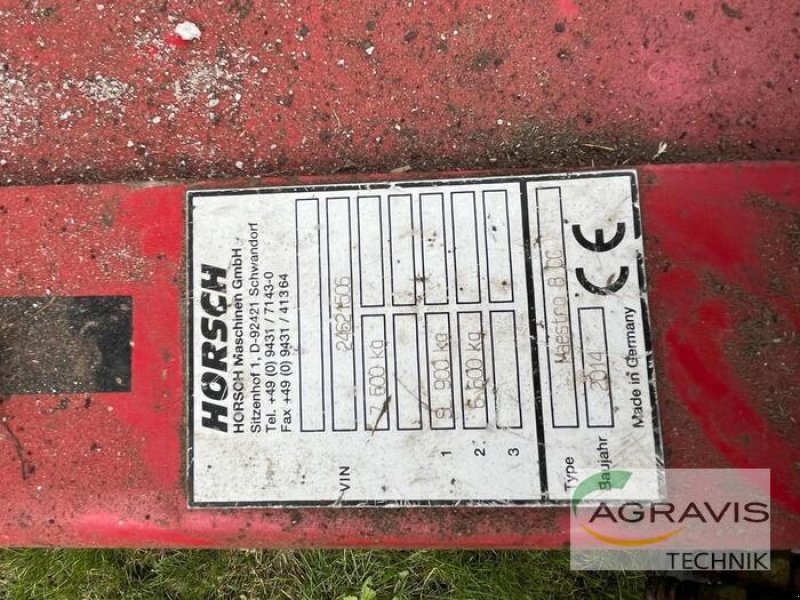 HORSCH
HORSCH Maschinen GmbH
Sitzenhof 1, D-92421 Schwandorf
Tel. +49 (0) 9431 / 7143-0
Fax +49 (0) 9431 / 41364
VIN 24621506
7 600 kg
1 9 900 kg
2 6 600 kg
3
Type Maestro 8 CC
Baujahr 2014
CE
Made in Germany
AGRAVIS
TECHNIK